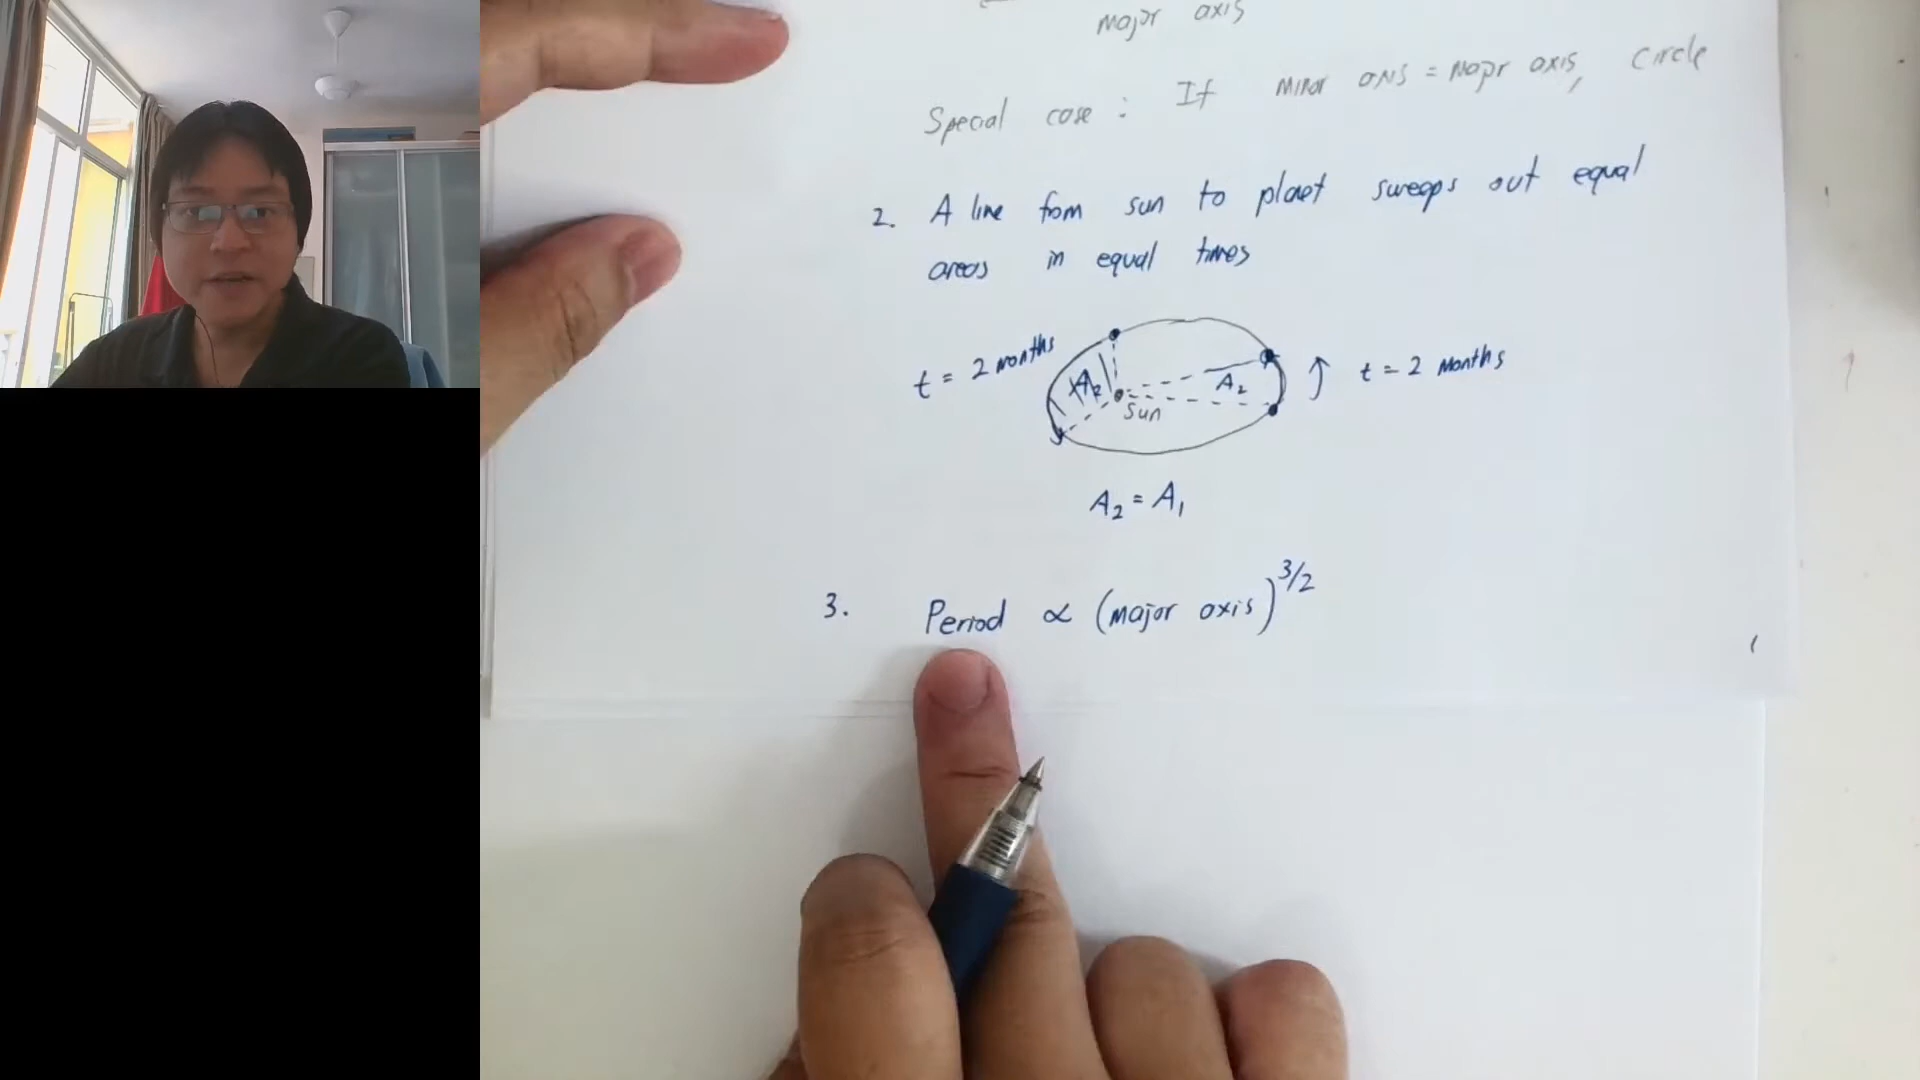 major axis
Special case : If minor axis = major axis, circle
2. A line from sun to planet sweeps out equal
areas in equal times
t = 2 months
A₂
t = 2 months
Sun
A₂ = A₁
3. Period ∝ (major axis)^3/2